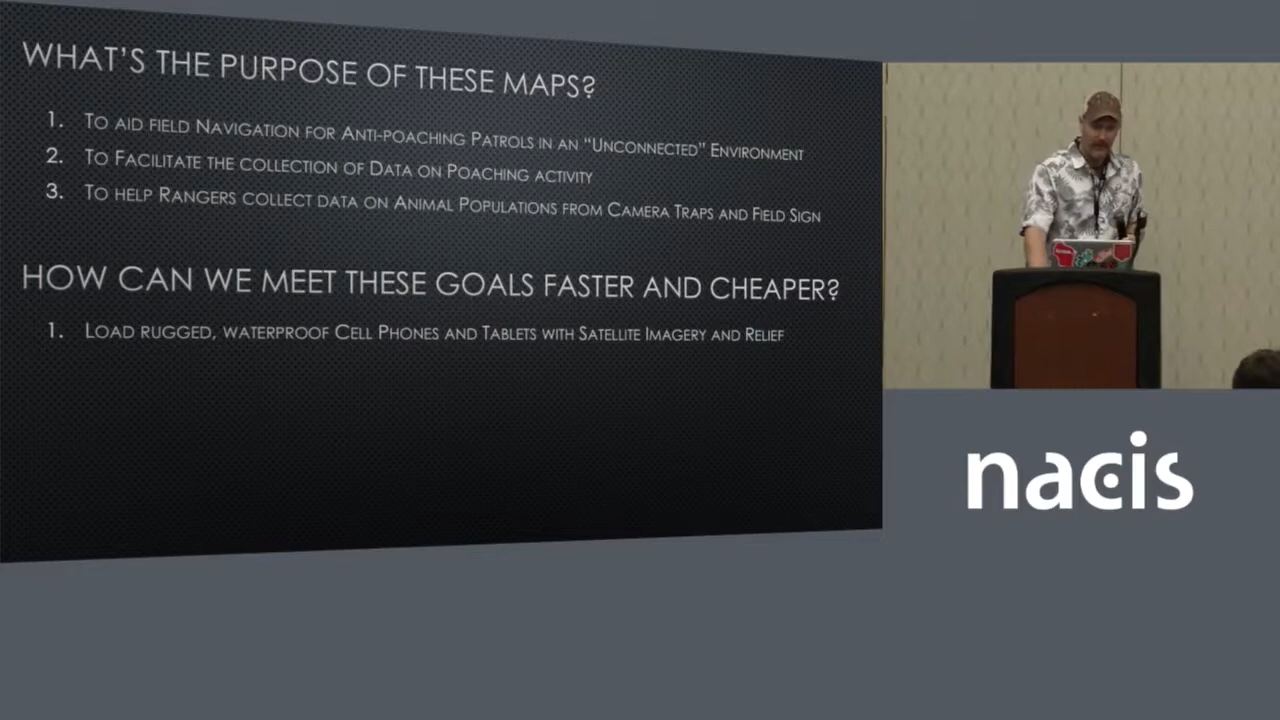 WHAT'S THE PURPOSE OF THESE MAPS?
1. TO AID FIELD NAVIGATION FOR ANTI-POACHING PATROLS IN AN “UNCONNECTED” ENVIRONMENT
2. TO FACILITATE THE COLLECTION OF DATA ON POACHING ACTIVITY
3. TO HELP RANGERS COLLECT DATA ON ANIMAL POPULATIONS FROM CAMERA TRAPS AND FIELD SIGN
HOW CAN WE MEET THESE GOALS FASTER AND CHEAPER?
1. LOAD RUGGED, WATERPROOF CELL PHONES AND TABLETS WITH SATELLITE IMAGERY AND RELIEF
nacis